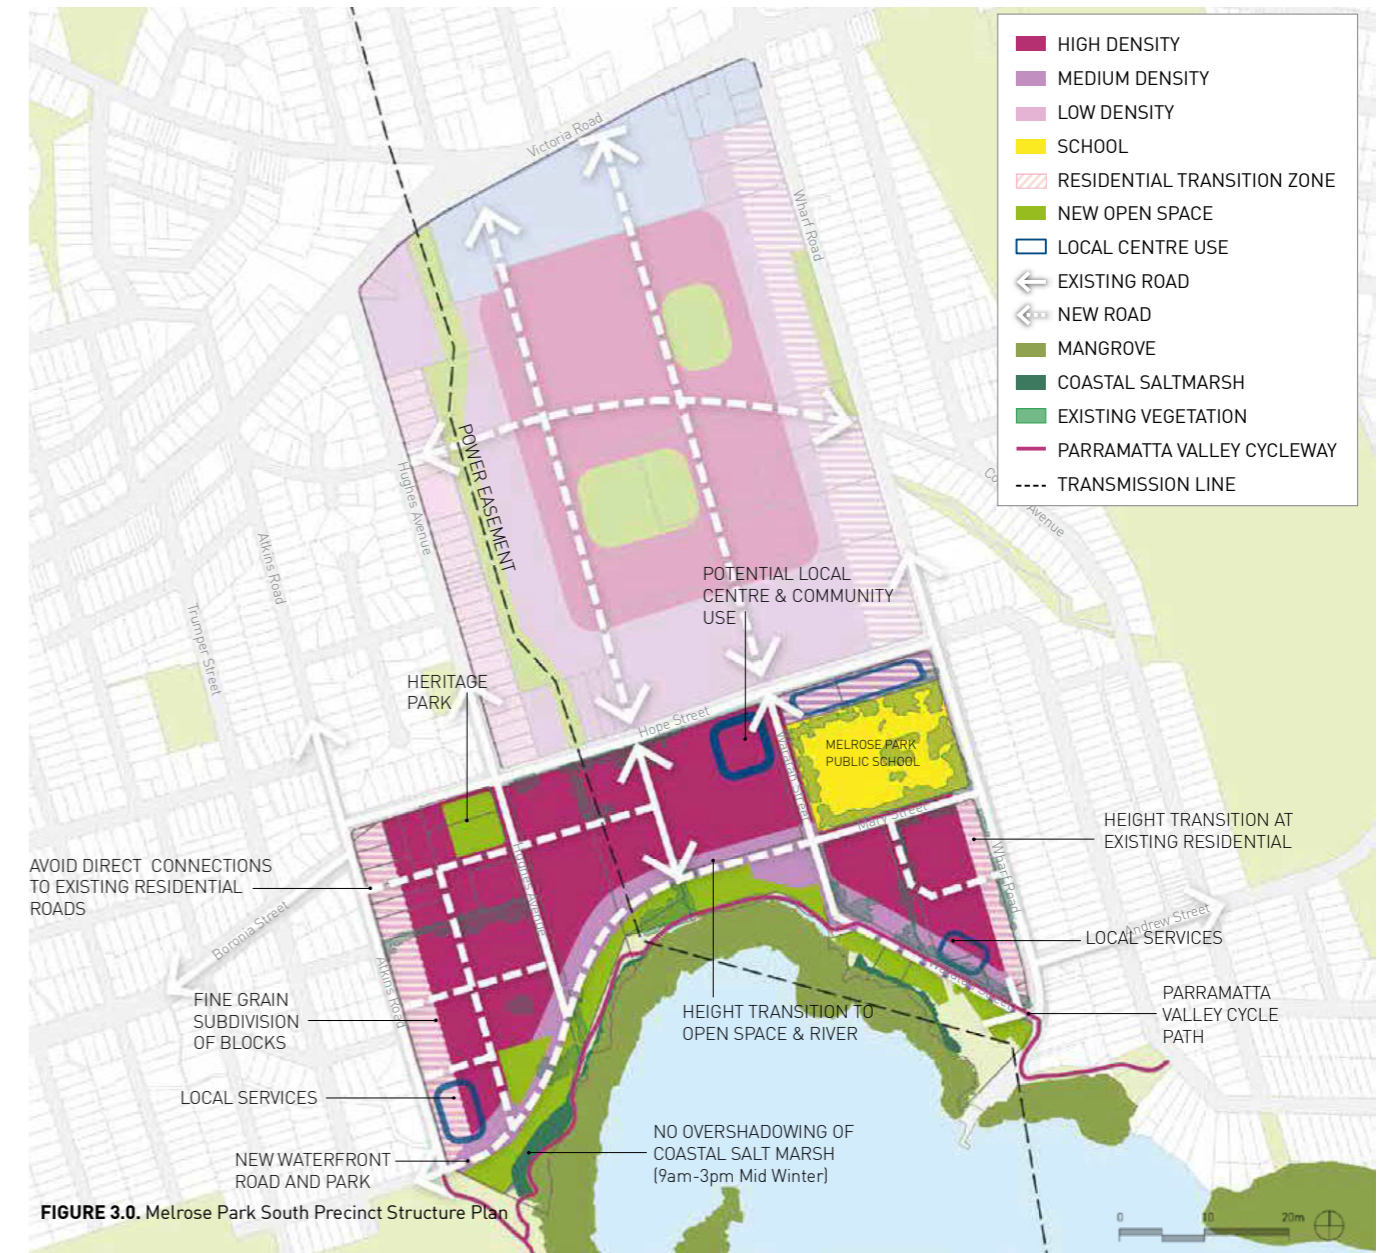 HIGH DENSITY
MEDIUM DENSITY
LOW DENSITY
SCHOOL
RESIDENTIAL TRANSITION ZONE
NEW OPEN SPACE
LOCAL CENTRE USE
EXISTING ROAD
NEW ROAD
MANGROVE
COASTAL SALTMARSH
EXISTING VEGETATION
PARRAMATTA VALLEY CYCLEWAY
TRANSMISSION LINE
Victoria Road
Wharf Road
Avenue
Hughes Avenue
POWER EASEMENT
Atkins Road
Trumper Street
POTENTIAL LOCAL
CENTRE & COMMUNITY
USE
HERITAGE
PARK
Hope Street
Waratah Street
MELROSE PARK
PUBLIC SCHOOL
Mary Street
HEIGHT TRANSITION AT
EXISTING RESIDENTIAL
Wharf Road
AVOID DIRECT CONNECTIONS
TO EXISTING RESIDENTIAL
ROADS
Hughes Avenue
Boronia Street
Andrew Street
LOCAL SERVICES
Atkins Road
FINE GRAIN
SUBDIVISION
OF BLOCKS
HEIGHT TRANSITION TO
OPEN SPACE & RIVER
PARRAMATTA
VALLEY CYCLE
PATH
LOCAL SERVICES
NO OVERSHADOWING OF
COASTAL SALT MARSH
(9am-3pm Mid Winter)
NEW WATERFRONT
ROAD AND PARK
FIGURE 3.0. Melrose Park South Precinct Structure Plan
0 10 20m